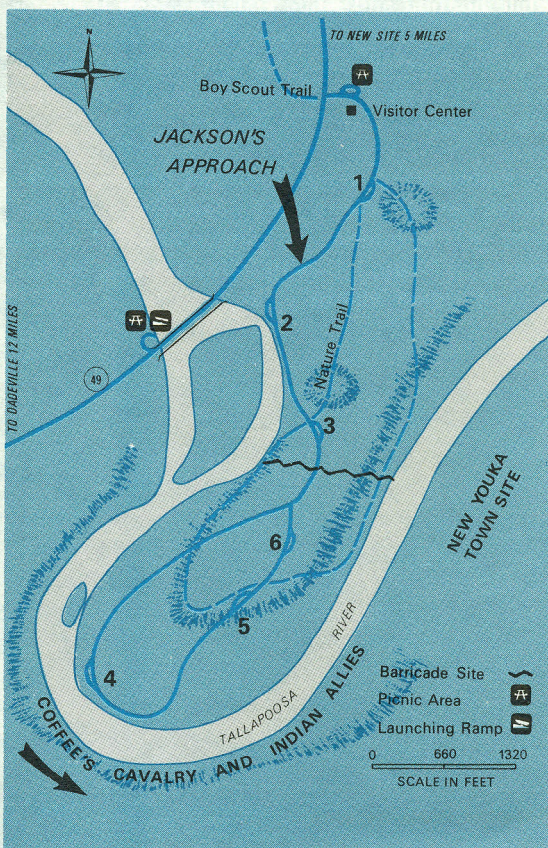 N
TO NEW SITE 5 MILES
Boy Scout Trail
Visitor Center
JACKSON'S
APPROACH
1
2
Nature Trail
TO DADEVILLE 12 MILES
49
3
NEW YOUKA
TOWN SITE
6
5
4
TALLAPOOSA RIVER
COFFEE'S CAVALRY AND INDIAN ALLIES
Barricade Site
Picnic Area
Launching Ramp
0 660 1320
SCALE IN FEET